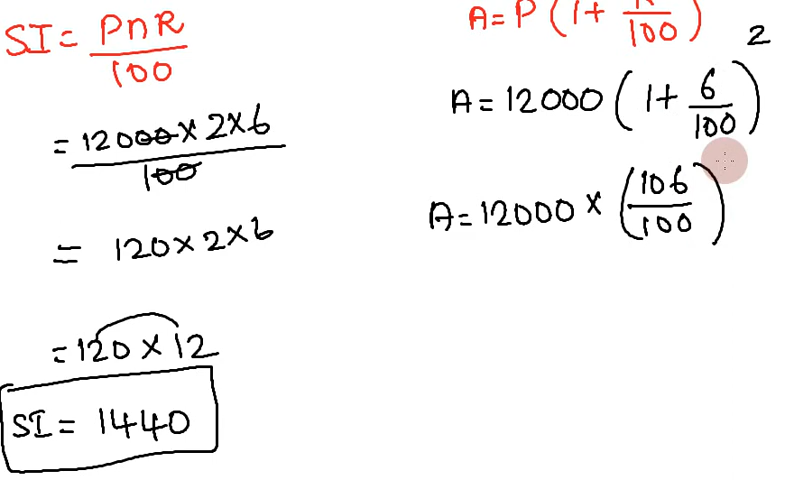 SI = PnR
100
= 12000 × 2×6
100
= 120 × 2×6
= 120 × 12
SI = 1440
A = P ( 1 + R
100 )
A = 12000 ( 1 + 6
100 ) 2
A = 12000 × ( 106
100 )